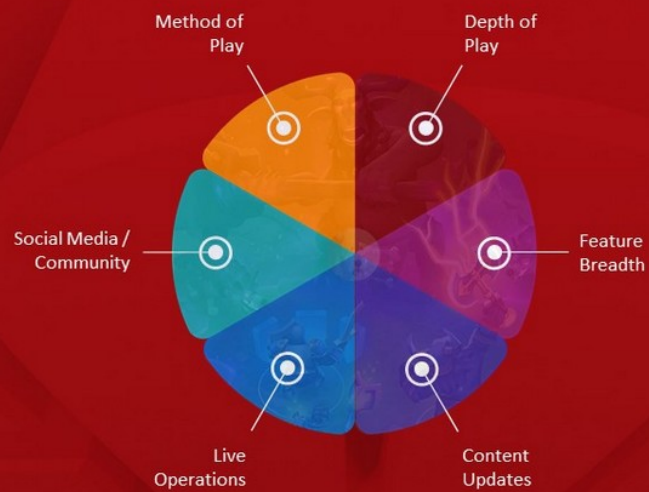 Method of
Play
Depth of
Play
Social Media /
Community
Feature
Breadth
Live
Operations
Content
Updates